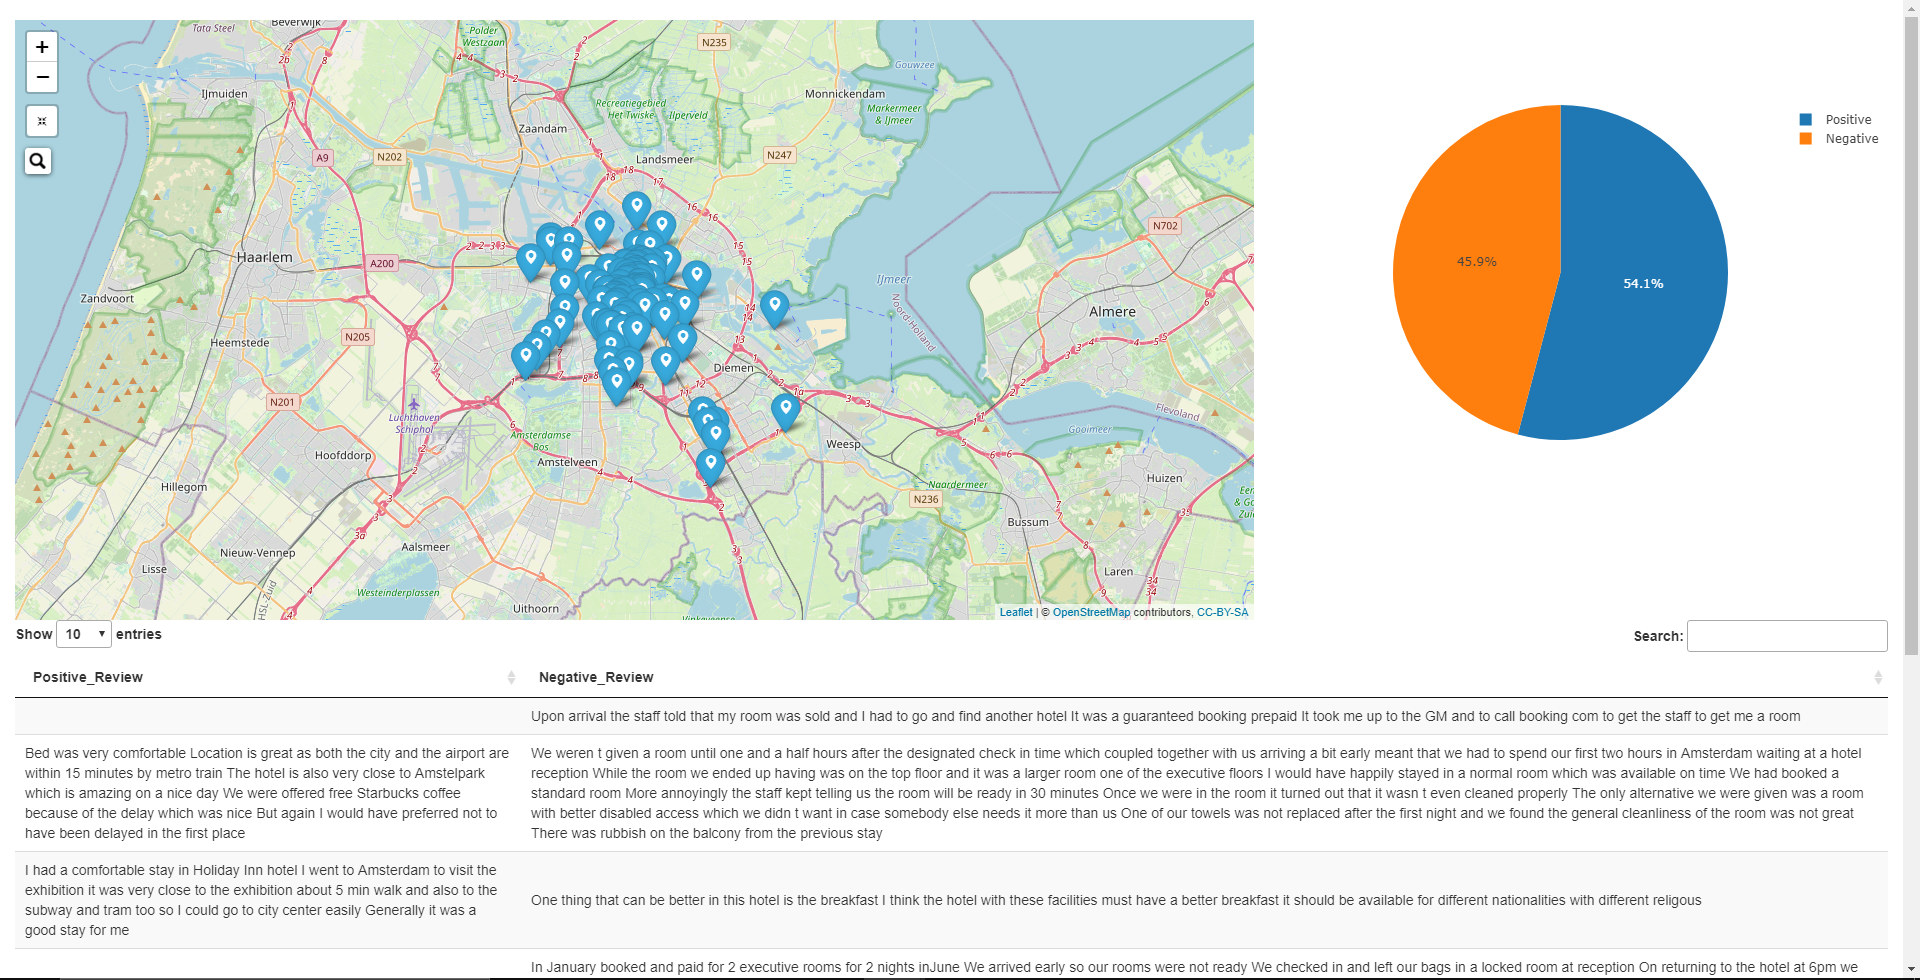 Beverwijk
Tata Steel
2b
8
Polder
Westzaan
N235
Gouwzee
IJmuiden
Monnickendam
Recreatiegebied
Het Twiske
Ilperveld
Markermeer
& IJmeer
Zaandam
A9
N202
Landsmeer
N247
N702
Haarlem
A200
IJmeer
Noord-Holland
Zandvoort
Almere
Heemstede
N205
Diemen
N201
Luchthaven
Schiphol
Flevoland
Gooimeer
Amsterdamse
Bos
Weesp
Hoofddorp
Amstelveen
Hillegom
Naardermeer
N236
Huizen
Bussum
Nieuw-Vennep
Aalsmeer
Lisse
Laren
HSL-Zuid
Westeinderplassen
Uithoorn
Vinkeveense
+
−
Leaflet | © OpenStreetMap contributors, CC-BY-SA
Positive
Negative
45.9%
54.1%
Show 10 entries
Search:
Positive_Review Negative_Review
Upon arrival the staff told that my room was sold and I had to go and find another hotel It was a guaranteed booking prepaid It took me up to the GM and to call booking com to get the staff to get me a room
Bed was very comfortable Location is great as both the city and the airport are
within 15 minutes by metro train The hotel is also very close to Amstelpark
which is amazing on a nice day We were offered free Starbucks coffee
because of the delay which was nice But again I would have preferred not to
have been delayed in the first place
We weren t given a room until one and a half hours after the designated check in time which coupled together with us arriving a bit early meant that we had to spend our first two hours in Amsterdam waiting at a hotel
reception While the room we ended up having was on the top floor and it was a larger room one of the executive floors I would have happily stayed in a normal room which was available on time We had booked a
standard room More annoyingly the staff kept telling us the room will be ready in 30 minutes Once we were in the room it turned out that it wasn t even cleaned properly The only alternative we were given was a room
with better disabled access which we didn t want in case somebody else needs it more than us One of our towels was not replaced after the first night and we found the general cleanliness of the room was not great
There was rubbish on the balcony from the previous stay
I had a comfortable stay in Holiday Inn hotel I went to Amsterdam to visit the
exhibition it was very close to the exhibition about 5 min walk and also to the
subway and tram too so I could go to city center easily Generally it was a
good stay for me
One thing that can be better in this hotel is the breakfast I think the hotel with these facilities must have a better breakfast it should be available for different nationalities with different religous
In January booked and paid for 2 executive rooms for 2 nights inJune We arrived early so our rooms were not ready We checked in and left our bags in a locked room at reception On returning to the hotel at 6pm we